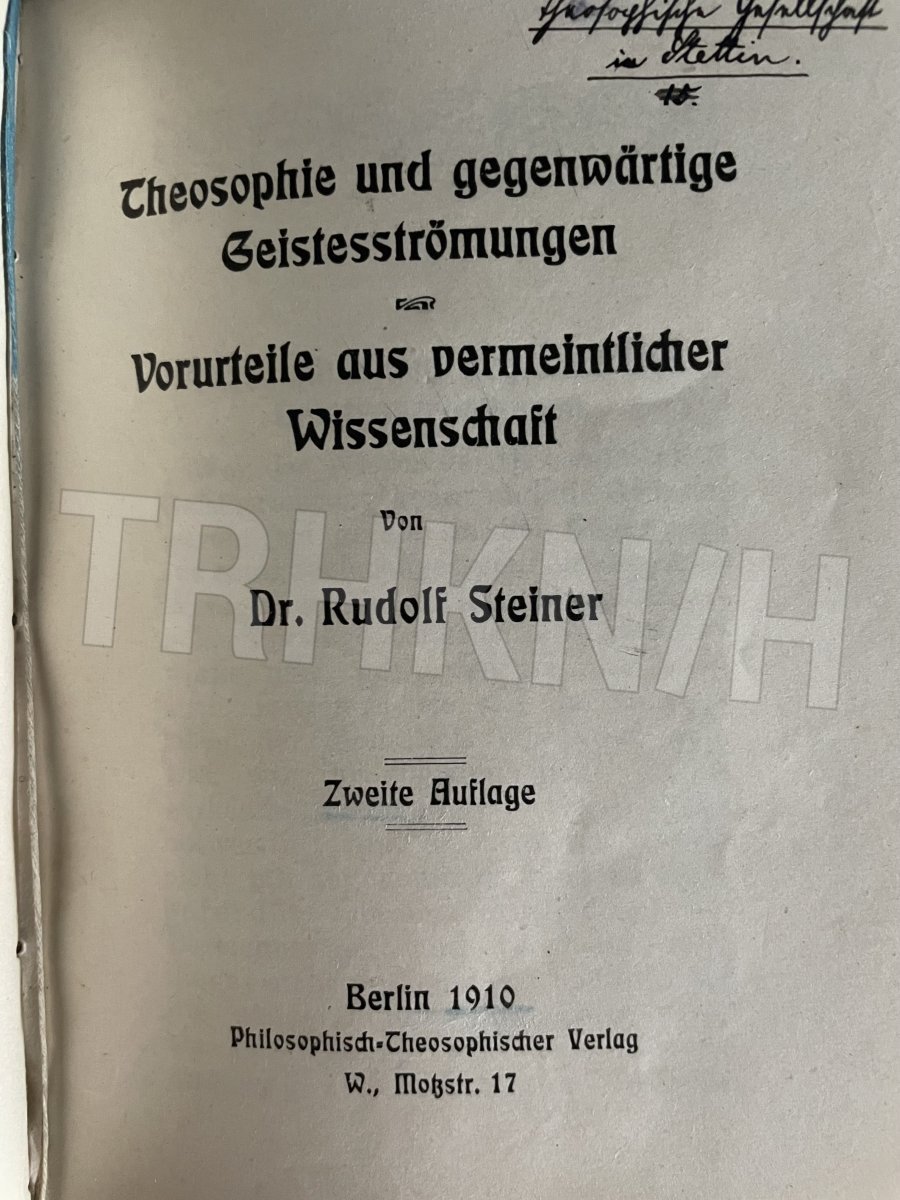 Theosophische Gesellschaft
in Stettin.
Theosophie und gegenwärtige
Geistesströmungen
Vorurteile aus vermeintlicher
Wissenschaft
Von
Dr. Rudolf Steiner
TRHKN/H
Zweite Auflage
Berlin 1910
Philosophisch-Theosophischer Verlag
W., Motzstr. 17